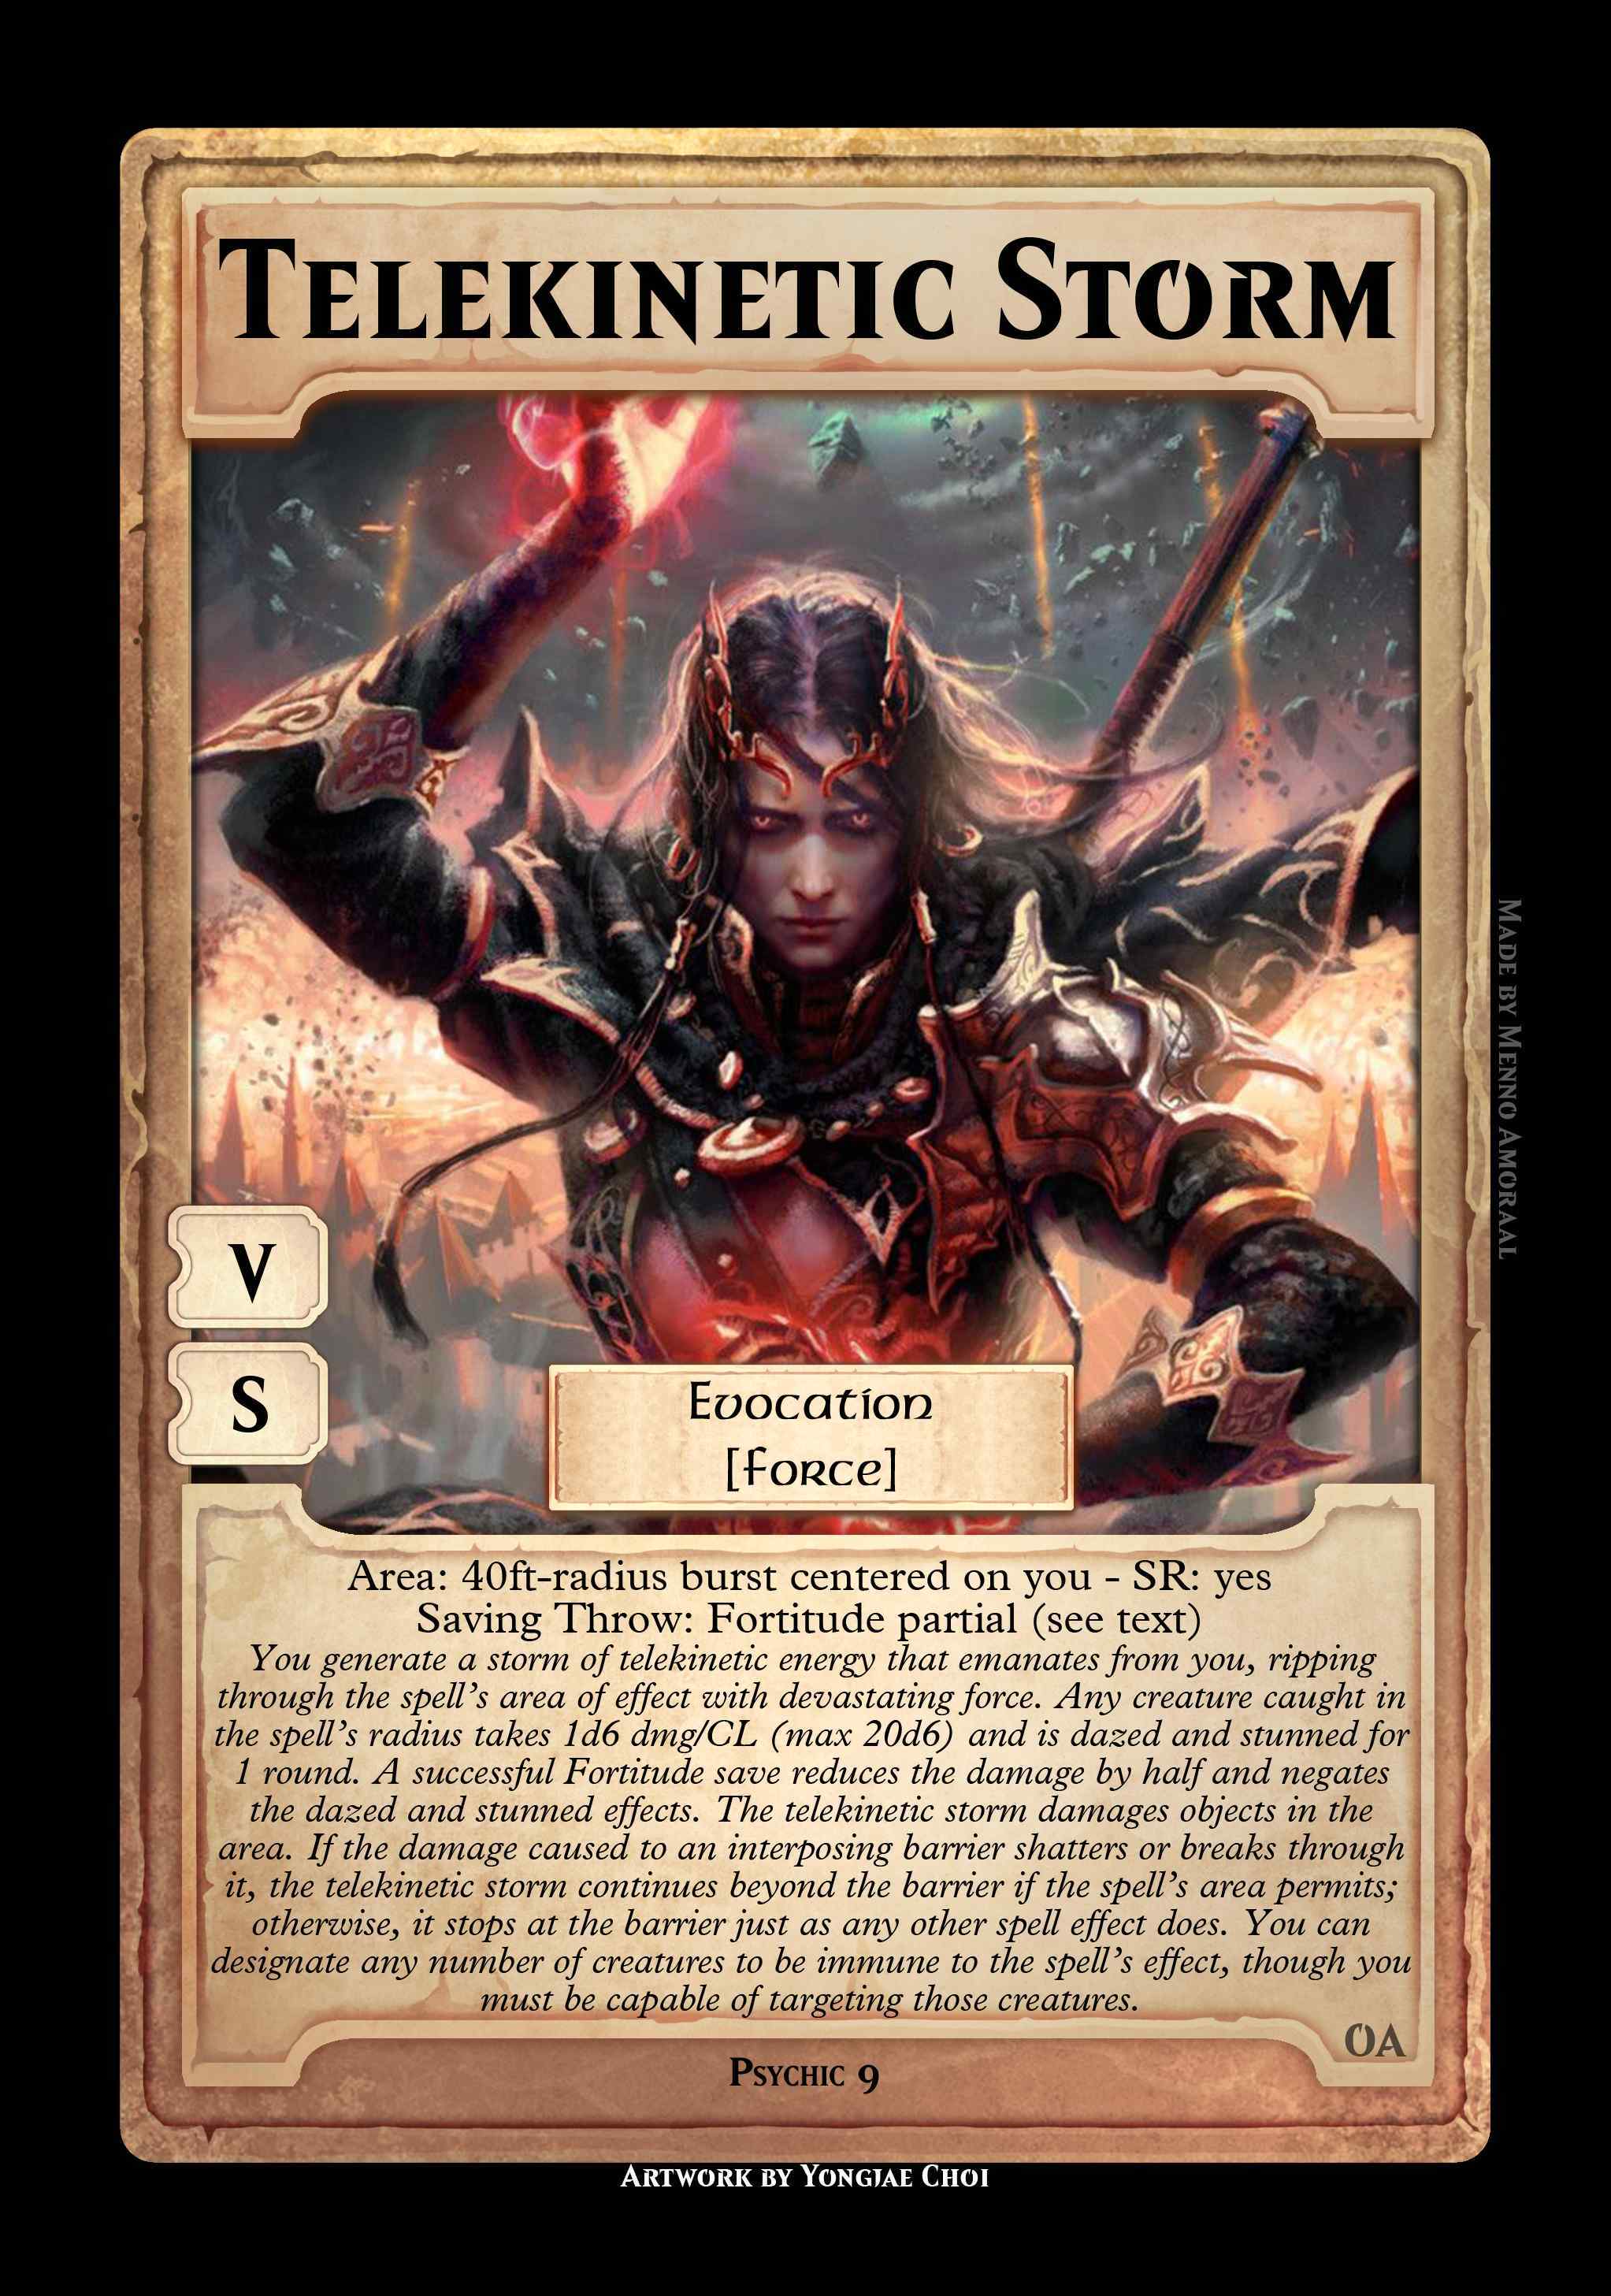 Telekinetic Storm
V
S
Evocation
[Force]
Area: 40ft-radius burst centered on you - SR: yes
Saving Throw: Fortitude partial (see text)
You generate a storm of telekinetic energy that emanates from you, ripping
through the spell's area of effect with devastating force. Any creature caught in
the spell's radius takes 1d6 dmg/CL (max 20d6) and is dazed and stunned for
1 round. A successful Fortitude save reduces the damage by half and negates
the dazed and stunned effects. The telekinetic storm damages objects in the
area. If the damage caused to an interposing barrier shatters or breaks through
it, the telekinetic storm continues beyond the barrier if the spell's area permits;
otherwise, it stops at the barrier just as any other spell effect does. You can
designate any number of creatures to be immune to the spell's effect, though you
must be capable of targeting those creatures.
OA
Psychic 9
Artwork by Yongjae Choi
Made by Menno Amoraal